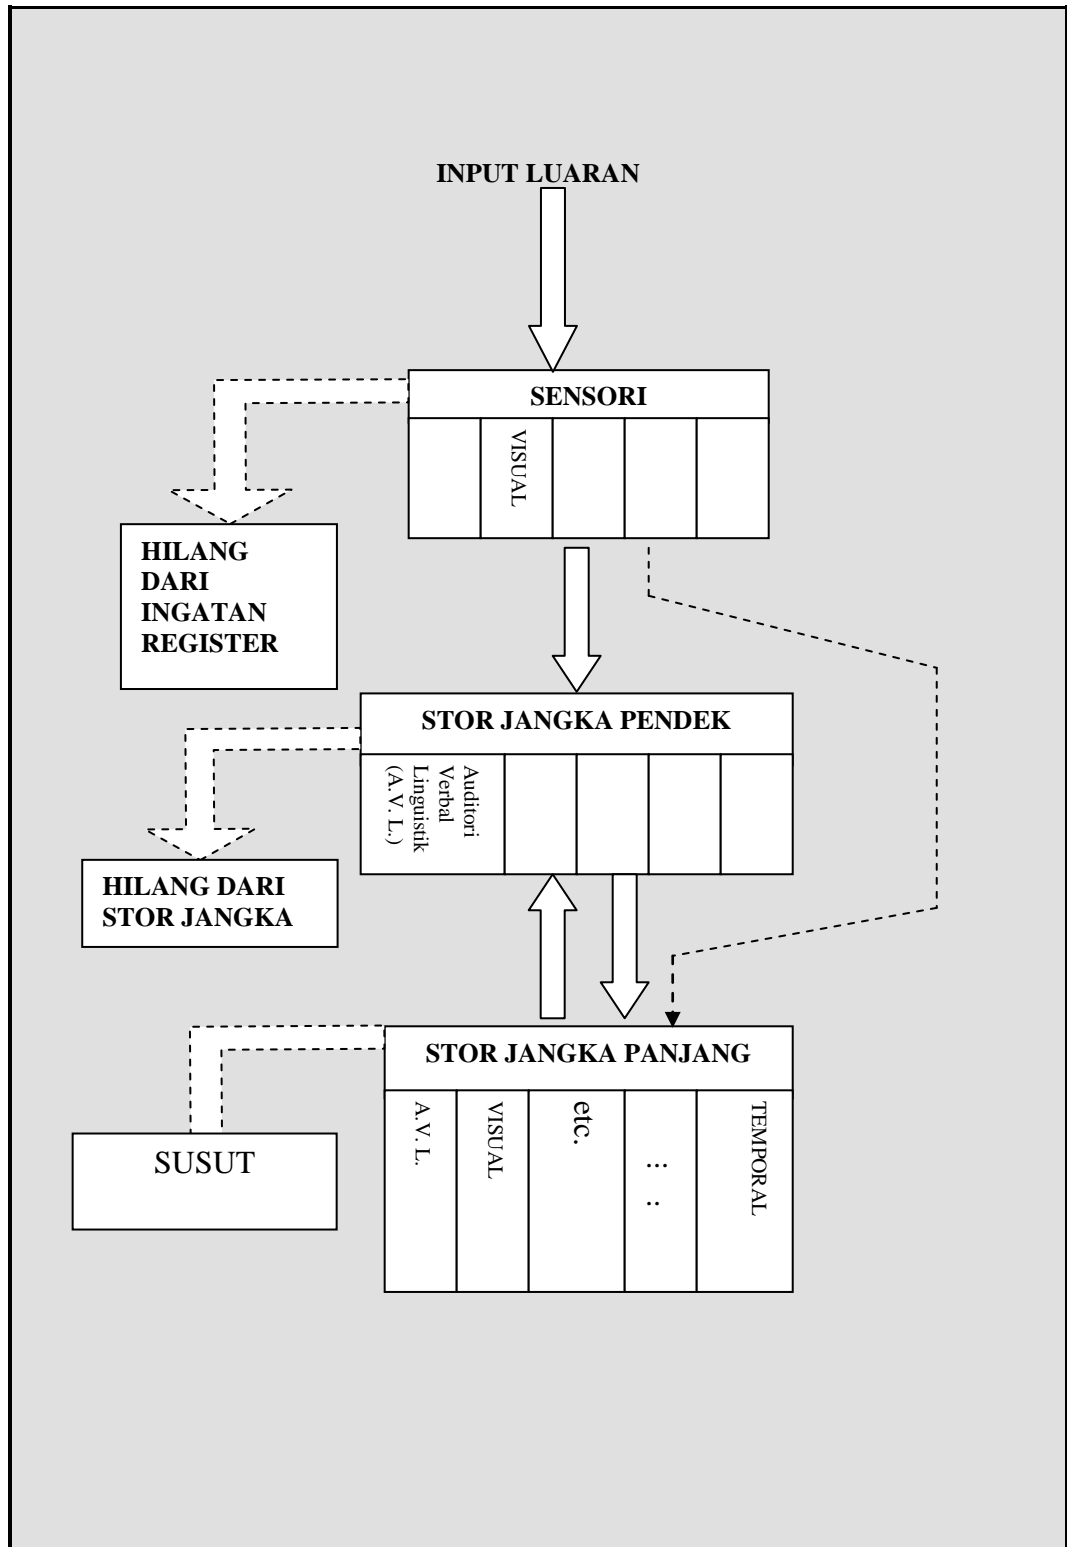 INPUT LUARAN
SENSORI
VISUAL
HILANG
DARI
INGATAN
REGISTER
STOR JANGKA PENDEK
Auditori
Verbal
Linguistik
(A.V. L.)
HILANG DARI
STOR JANGKA
STOR JANGKA PANJANG
A.V. L.
VISUAL
etc.
...
..
TEMPORAL
SUSUT